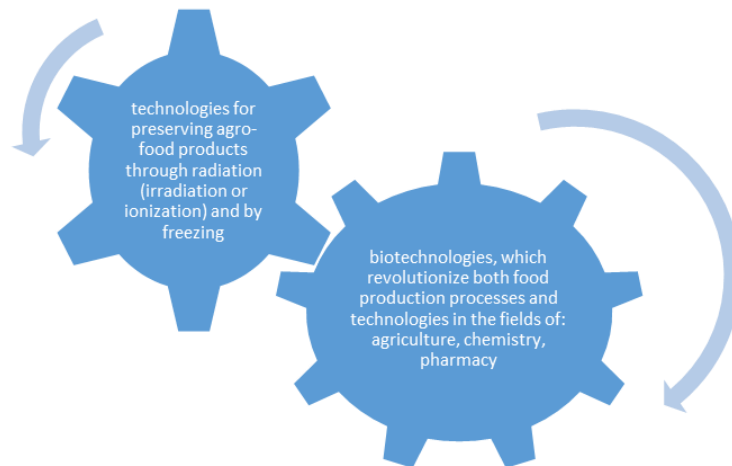 technologies for
preserving agro-
food products
through radiation
(irradiation or
ionization) and by
freezing
biotechnologies, which
revolutionize both food
production processes and
technologies in the fields of:
agriculture, chemistry,
pharmacy